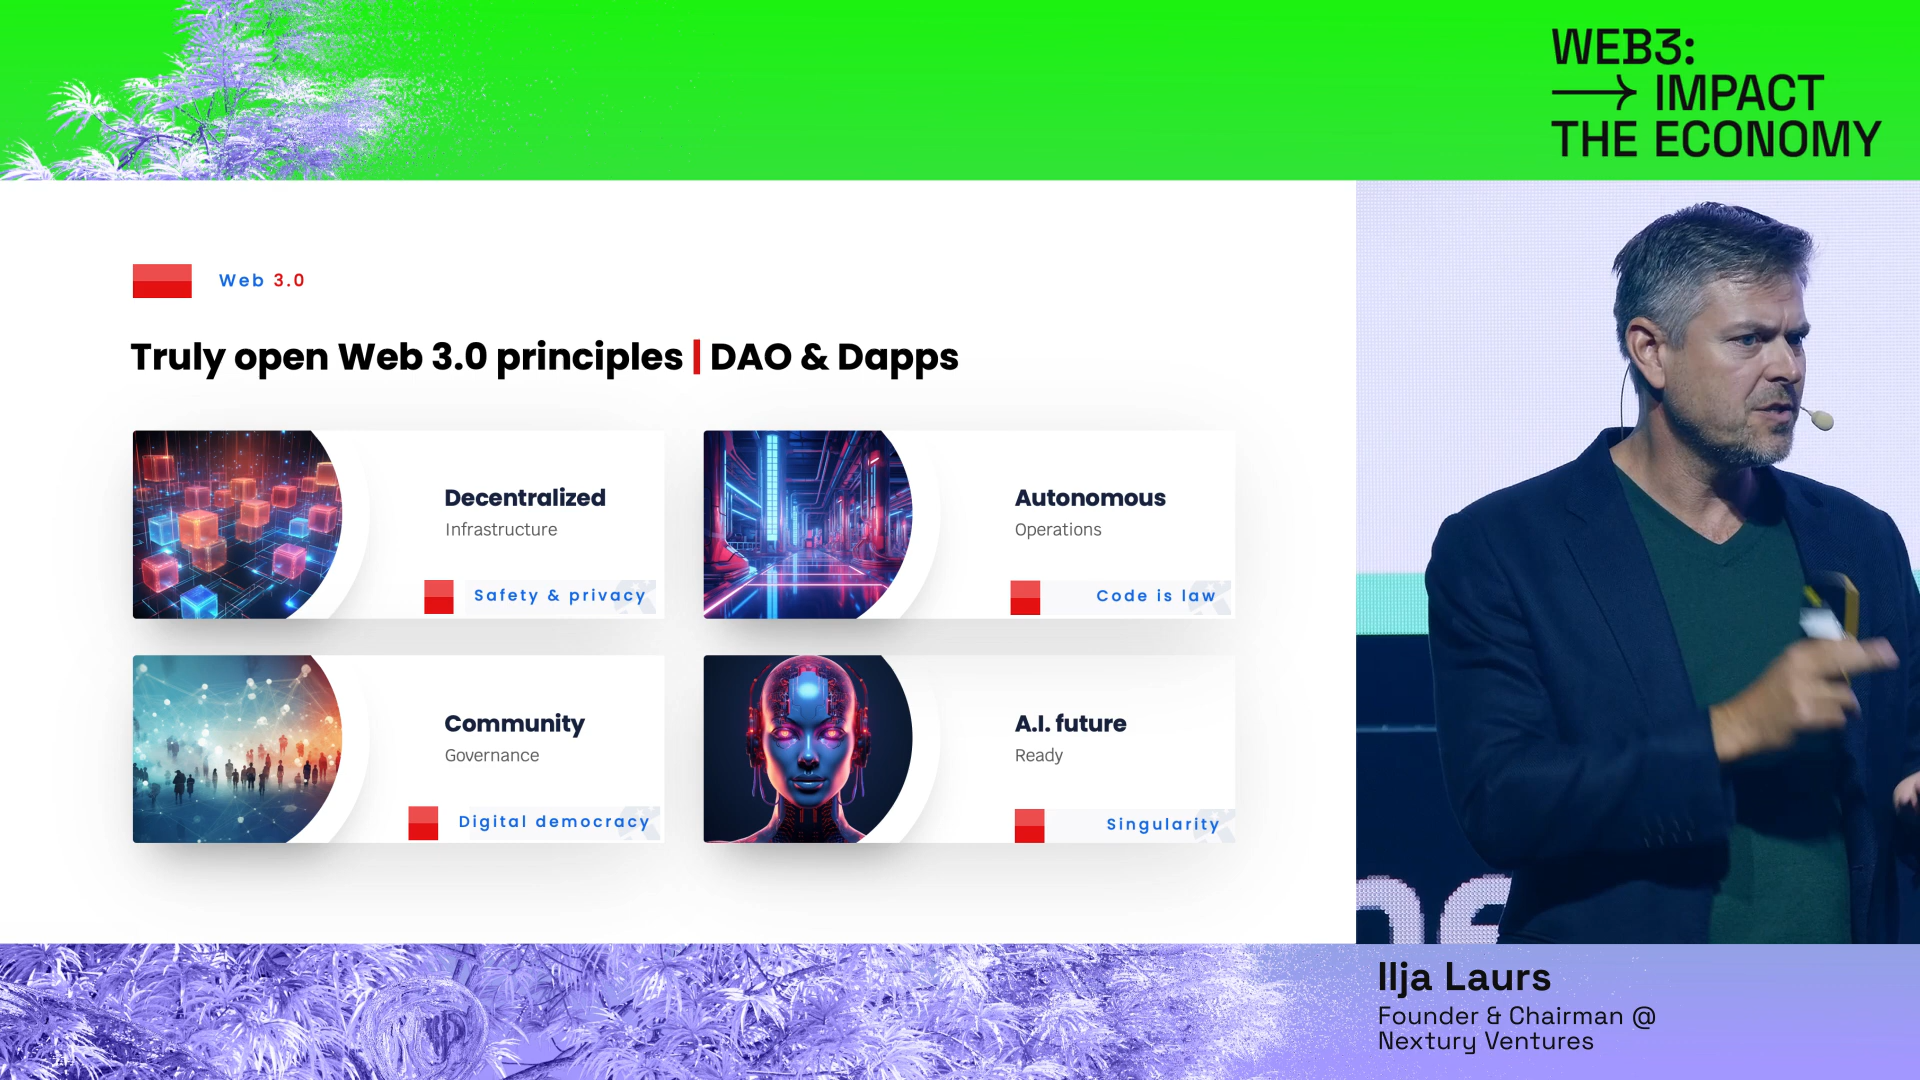 WEB3:
→ IMPACT
THE ECONOMY
Web 3.0
Truly open Web 3.0 principles | DAO & Dapps
Decentralized
Infrastructure
Safety & privacy
Autonomous
Operations
Code is law
Community
Governance
Digital democracy
A.I. future
Ready
Singularity
Ilja Laurs
Founder & Chairman @
Nextury Ventures